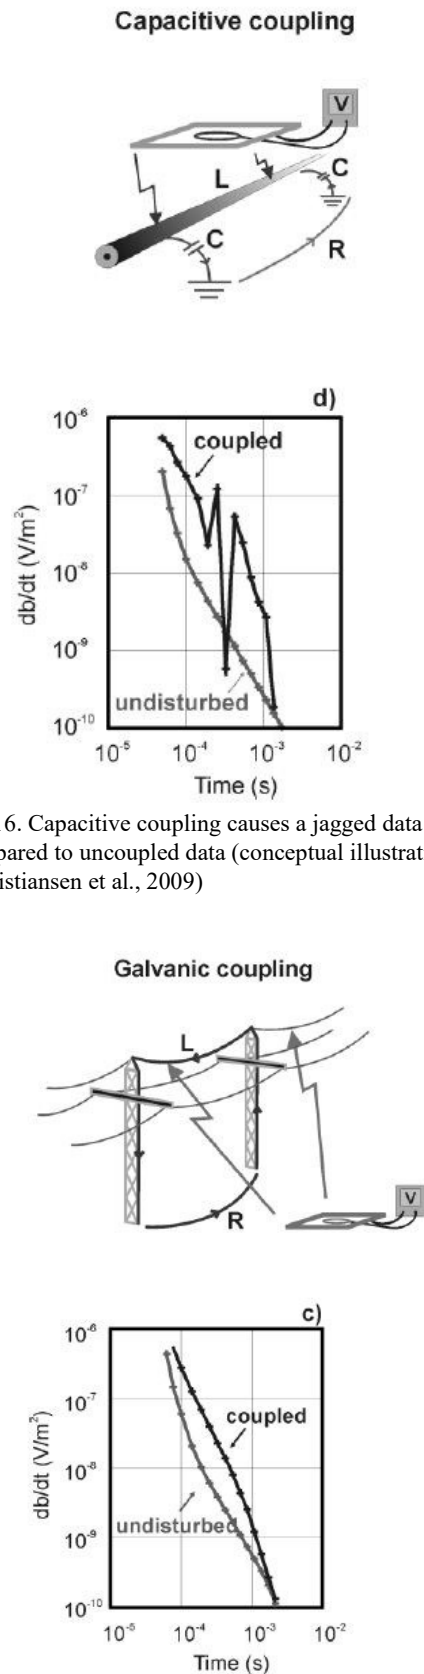 Capacitive coupling
V
L
C
C
R
d)
10-6
coupled
10-7
db/dt (V/m2)
10-8
10-9
undisturbed
10-10
10-5 10-4 10-3 10-2
Time (s)
6. Capacitive coupling causes a jagged data
pared to uncoupled data (conceptual illustrat
istiansen et al., 2009)
Galvanic coupling
L
V
R
c)
10-6
10-7
coupled
db/dt (V/m2)
10-8
undisturbed
10-9
10-10
10-5 10-4 10-3 10-2
Time (s)